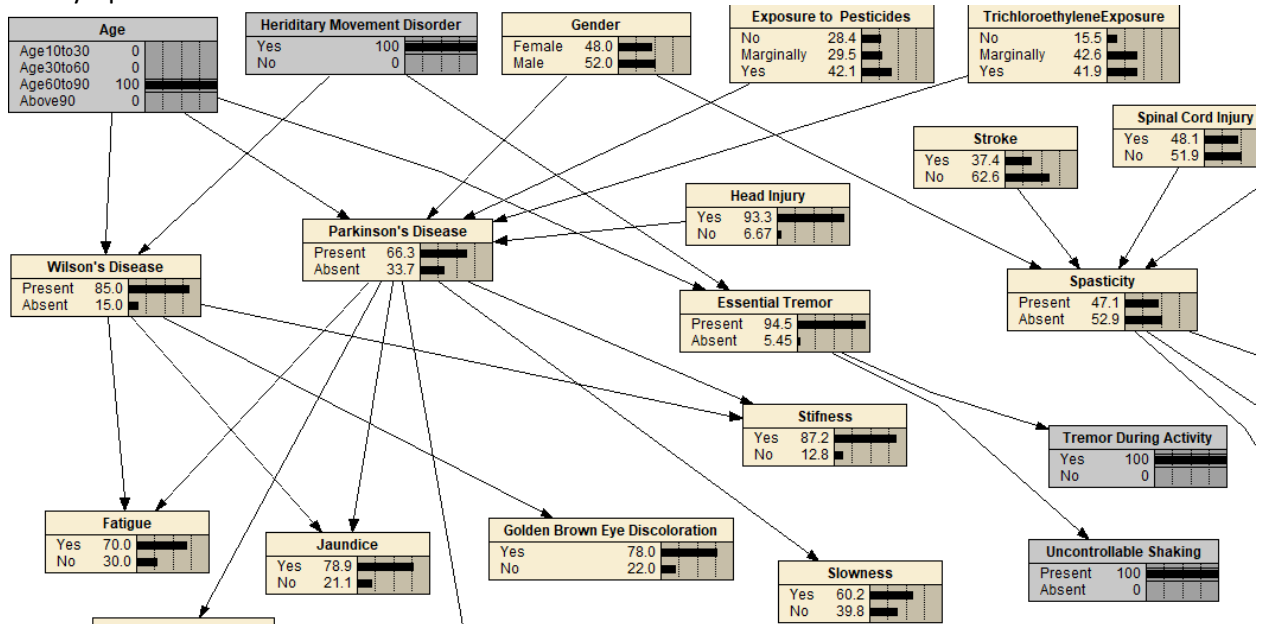 Age
Age10to30 0
Age30to60 0
Age60to90 100
Above90 0
Heriditary Movement Disorder
Yes 100
No 0
Gender
Female 48.0
Male 52.0
Exposure to Pesticides
No 28.4
Marginally 29.5
Yes 42.1
TrichloroethyleneExposure
No 15.5
Marginally 42.6
Yes 41.9
Spinal Cord Injury
Yes 48.1
No 51.9
Stroke
Yes 37.4
No 62.6
Head Injury
Yes 93.3
No 6.67
Parkinson's Disease
Present 66.3
Absent 33.7
Wilson's Disease
Present 85.0
Absent 15.0
Essential Tremor
Present 94.5
Absent 5.45
Spasticity
Present 47.1
Absent 52.9
Stifness
Yes 87.2
No 12.8
Tremor During Activity
Yes 100
No 0
Fatigue
Yes 70.0
No 30.0
Jaundice
Yes 78.9
No 21.1
Golden Brown Eye Discoloration
Yes 78.0
No 22.0
Slowness
Yes 60.2
No 39.8
Uncontrollable Shaking
Present 100
Absent 0